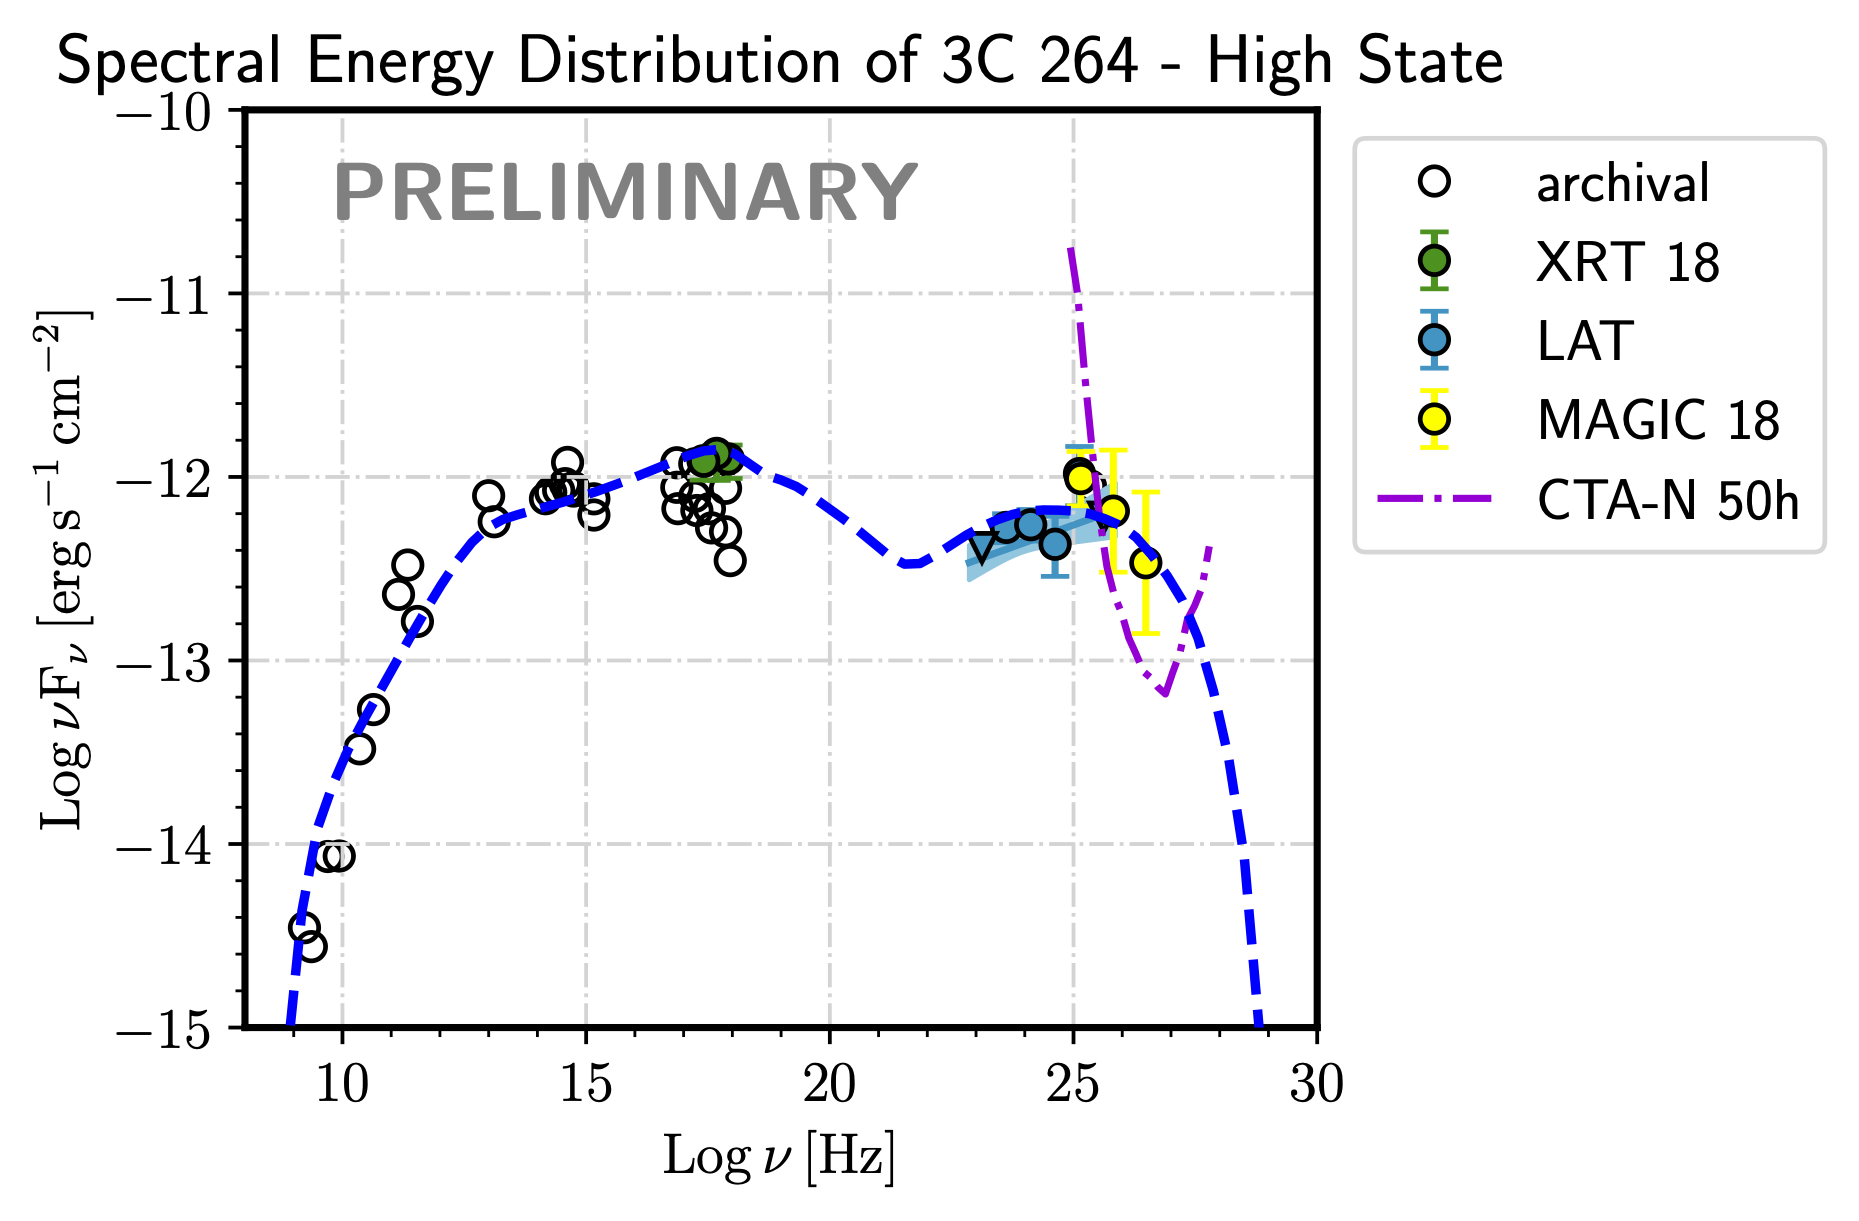 Spectral Energy Distribution of 3C 264 - High State
−10
PRELIMINARY
−11
−12
−13
−14
−15
Log νFν [erg s−1 cm−2]
10 15 20 25 30
Log ν [Hz]
archival
XRT 18
LAT
MAGIC 18
CTA-N 50h